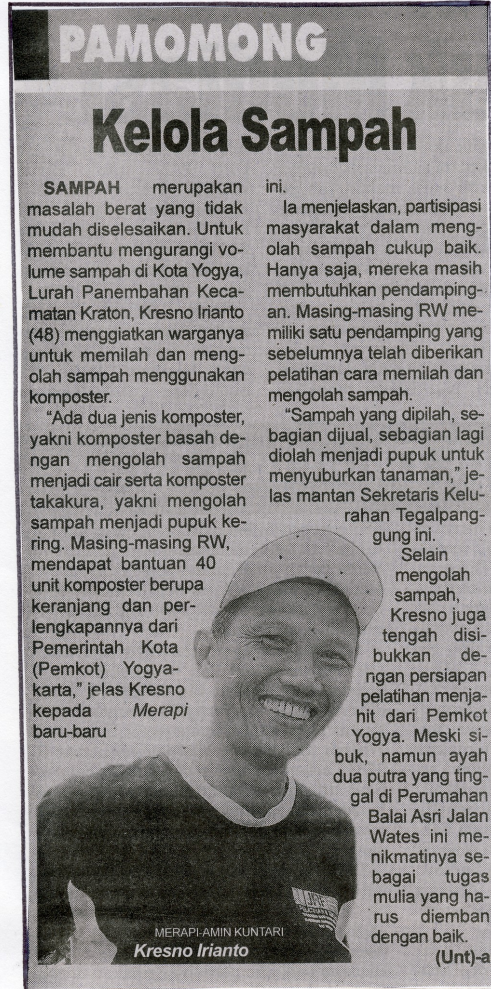 PAMOMONG
Kelola Sampah
SAMPAH merupakan
masalah berat yang tidak
mudah diselesaikan. Untuk
membantu mengurangi vo-
lume sampah di Kota Yogya,
Lurah Panembahan Keca-
matan Kraton, Kresno Irianto
(48) menggiatkan warganya
untuk memilah dan meng-
olah sampah menggunakan
komposter.
“Ada dua jenis komposter,
yakni komposter basah de-
ngan mengolah sampah
menjadi cair serta komposter
takakura, yakni mengolah
sampah menjadi pupuk ke-
ring. Masing-masing RW,
mendapat bantuan 40
unit komposter berupa
keranjang dan per-
lengkapannya dari
Pemerintah Kota
(Pemkot) Yogya-
karta,” jelas Kresno
kepada Merapi
baru-baru
ini.
Ia menjelaskan, partisipasi
masyarakat dalam meng-
olah sampah cukup baik.
Hanya saja, mereka masih
membutuhkan pendamping-
an. Masing-masing RW me-
miliki satu pendamping yang
sebelumnya telah diberikan
pelatihan cara memilah dan
mengolah sampah.
“Sampah yang dipilah, se-
bagian dijual, sebagian lagi
diolah menjadi pupuk untuk
menyuburkan tanaman,” je-
las mantan Sekretaris Kelu-
rahan Tegalpang-
gung ini.
Selain
mengolah
sampah,
Kresno juga
tengah disi-
bukkan de-
ngan persiapan
pelatihan menja-
hit dari Pemkot
Yogya. Meski si-
buk, namun ayah
dua putra yang ting-
gal di Perumahan
Balai Asri Jalan
Wates ini me-
nikmatinya se-
bagai tugas
mulia yang ha-
rus diemban
dengan baik.
(Unt)-a
MERAPI-AMIN KUNTARI
Kresno Irianto